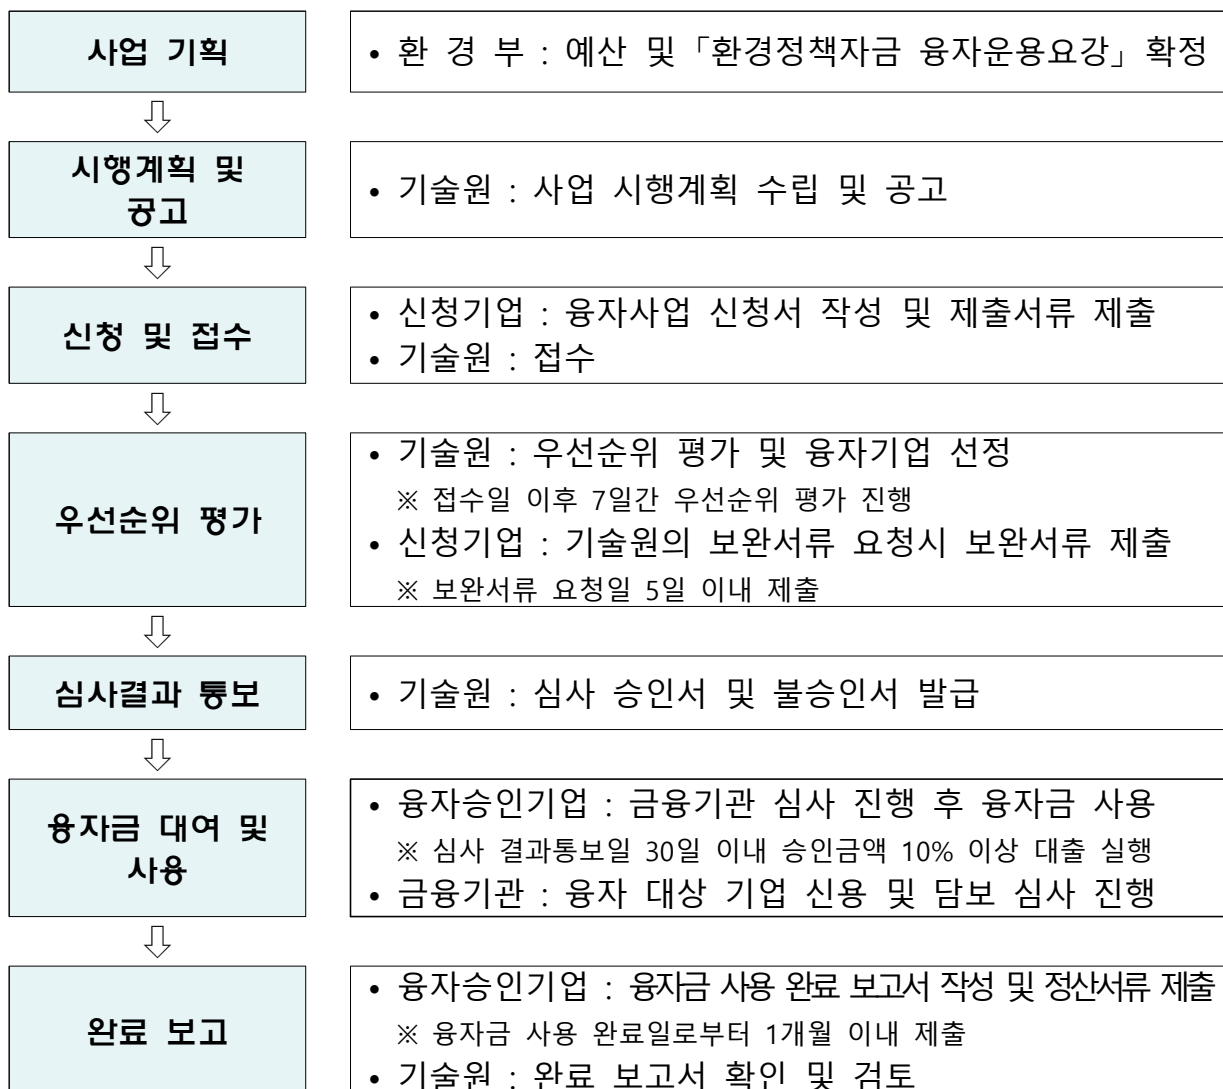 사업 기획
• 환 경 부 : 예산 및「환경정책자금 융자운용요강」확정
시행계획 및
공고
• 기술원 : 사업 시행계획 수립 및 공고
신청 및 접수
• 신청기업 : 융자사업 신청서 작성 및 제출서류 제출
• 기술원 : 접수
우선순위 평가
• 기술원 : 우선순위 평가 및 융자기업 선정
※ 접수일 이후 7일간 우선순위 평가 진행
• 신청기업 : 기술원의 보완서류 요청시 보완서류 제출
※ 보완서류 요청일 5일 이내 제출
심사결과 통보
• 기술원 : 심사 승인서 및 불승인서 발급
융자금 대여 및
사용
• 융자승인기업 : 금융기관 심사 진행 후 융자금 사용
※ 심사 결과통보일 30일 이내 승인금액 10% 이상 대출 실행
• 금융기관 : 융자 대상 기업 신용 및 담보 심사 진행
완료 보고
• 융자승인기업 : 융자금 사용 완료 보고서 작성 및 정산서류 제출
※ 융자금 사용 완료일로부터 1개월 이내 제출
• 기술원 : 완료 보고서 확인 및 검토